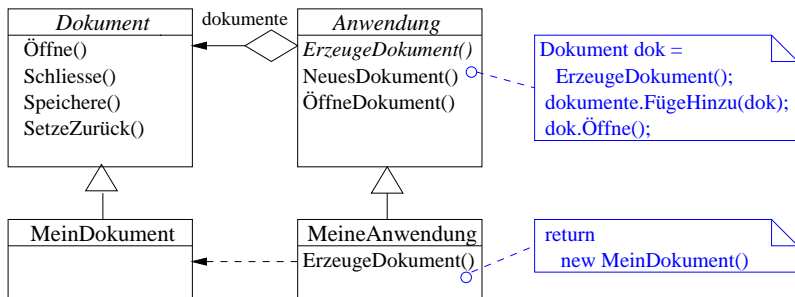 Dokument
Öffne()
Schliesse()
Speichere()
SetzeZurück()
dokumente
Anwendung
ErzeugeDokument()
NeuesDokument()
ÖffneDokument()
Dokument dok =
ErzeugeDokument();
dokumente.FügeHinzu(dok);
dok.Öffne();
MeinDokument
MeineAnwendung
ErzeugeDokument()
return
new MeinDokument()